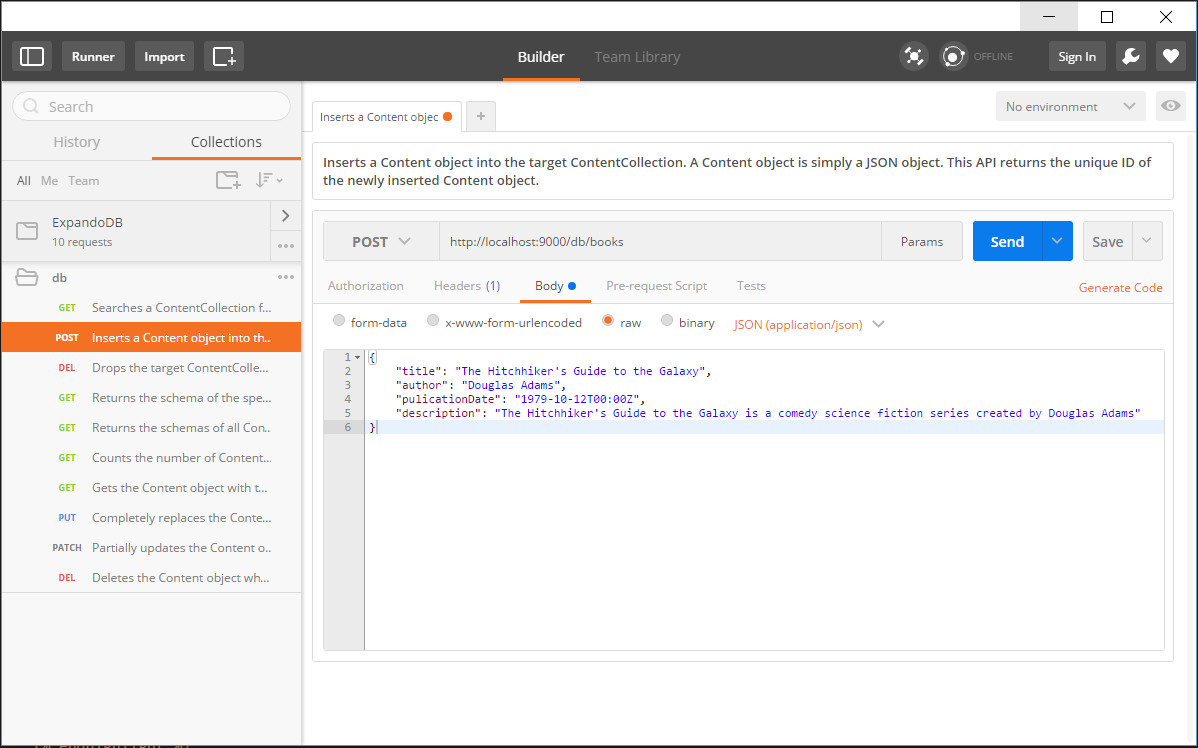 Runner Import Builder Team Library OFFLINE Sign In
Search
History Collections
All Me Team
ExpandoDB
10 requests
db
GET Searches a ContentCollection f...
POST Inserts a Content object into th..
DEL Drops the target ContentColle...
GET Returns the schema of the spe...
GET Returns the schemas of all Con..
GET Counts the number of Content...
GET Gets the Content object with t...
PUT Completely replaces the Conte...
PATCH Partially updates the Content o..
DEL Deletes the Content object wh...
Inserts a Content objec + No environment
Inserts a Content object into the target ContentCollection. A Content object is simply a JSON object. This API returns the unique ID of
the newly inserted Content object.
POST http://localhost:9000/db/books Params Send Save
Authorization Headers (1) Body Pre-request Script Tests Generate Code
form-data x-www-form-urlencoded raw binary JSON (application/json)
1 {
2 "title": "The Hitchhiker's Guide to the Galaxy",
3 "author": "Douglas Adams",
4 "pulicationDate": "1979-10-12T00:00Z",
5 "description": "The Hitchhiker's Guide to the Galaxy is a comedy science fiction series created by Douglas Adams"
6 }